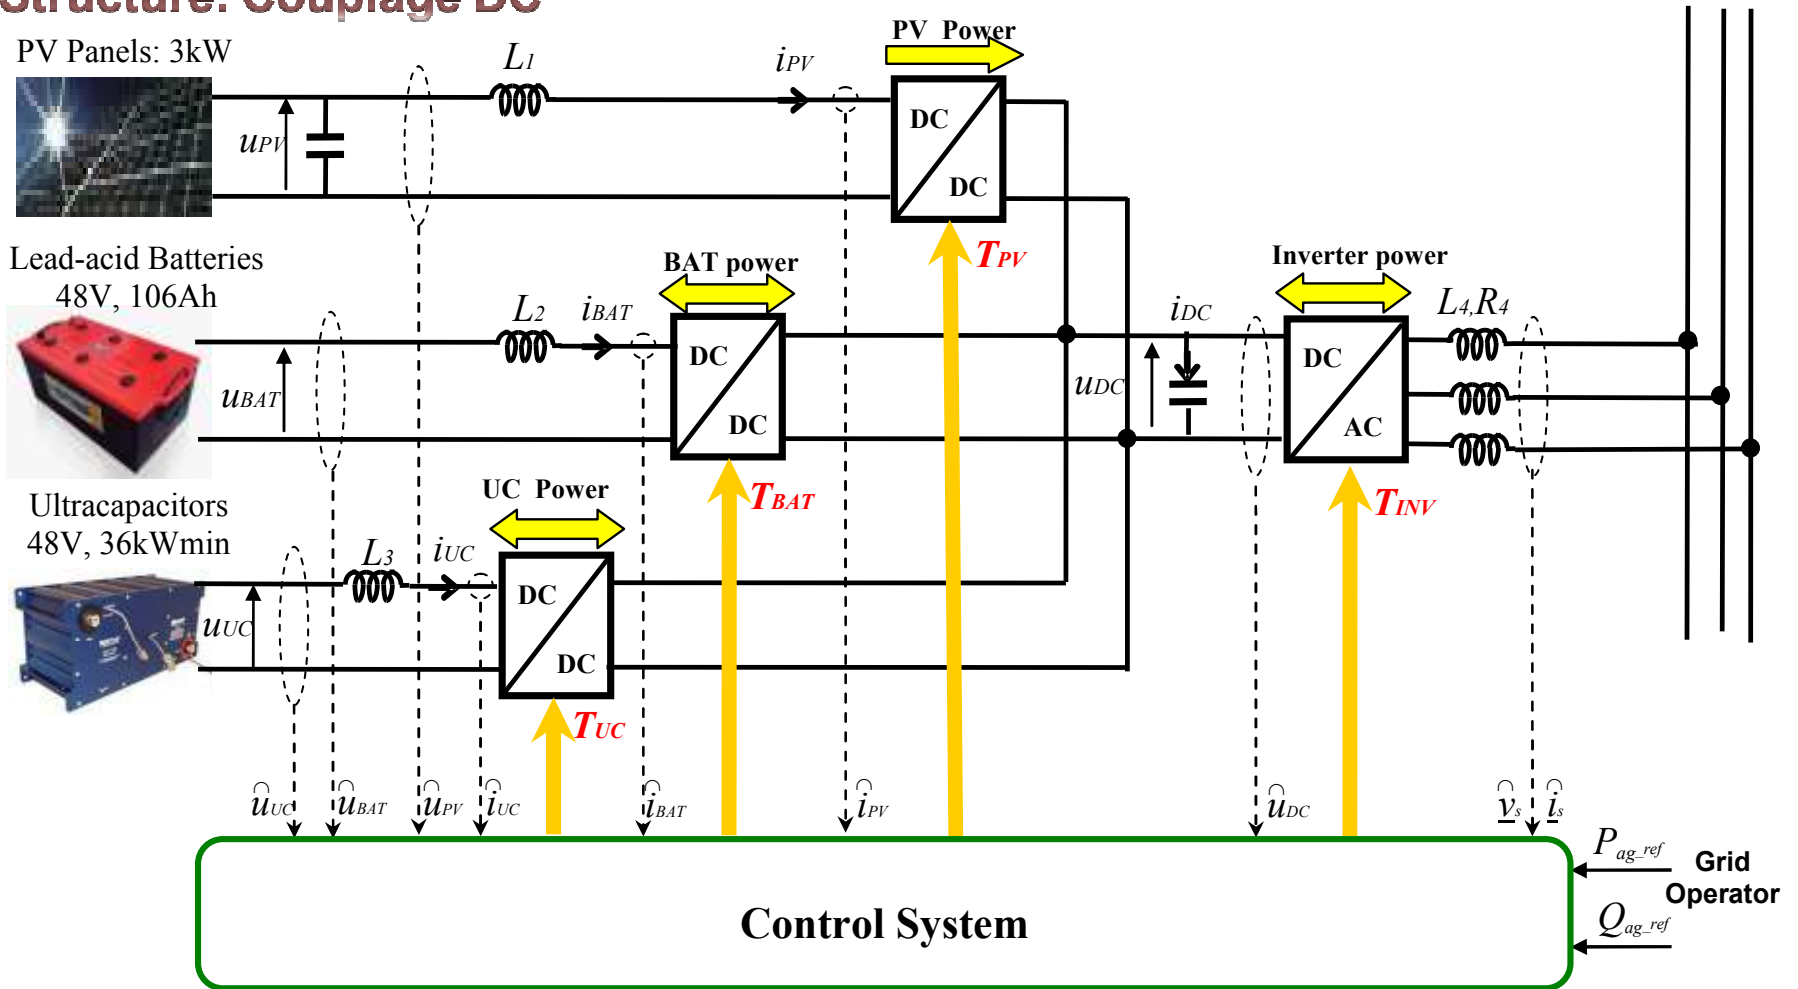 Structure: Couplage DC
PV Panels: 3kW
L1
iPV
PV Power
uPV
DC
DC
TPV
Lead-acid Batteries
48V, 106Ah
L2
iBAT
BAT power
uBAT
DC
DC
TBAT
iDC
uDC
Inverter power
L4,R4
DC
AC
TINV
Ultracapacitors
48V, 36kWmin
L3
iUC
UC Power
uUC
DC
DC
TUC
uUC
uBAT
uPV
iUC
iBAT
iPV
uDC
vs
is
Pag_ref
Grid
Operator
Qag_ref
Control System